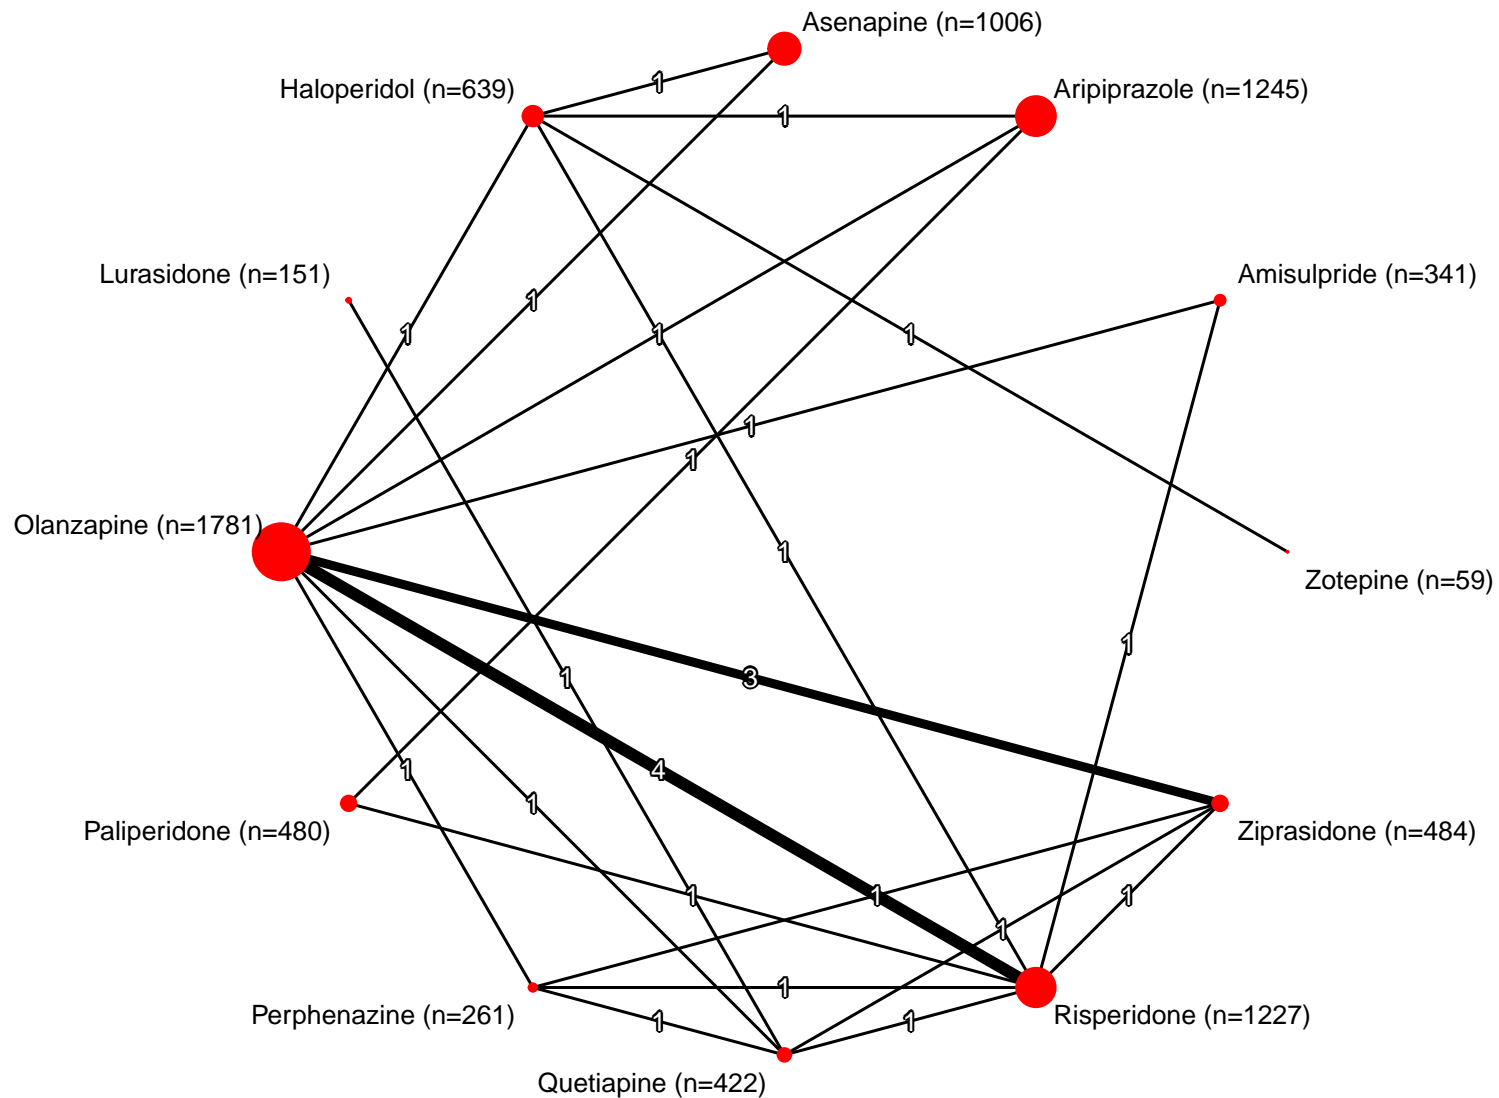 Asenapine (n=1006)
Haloperidol (n=639)
Aripiprazole (n=1245)
1
1
Lurasidone (n=151)
Amisulpride (n=341)
1
1
1
1
1
1
Olanzapine (n=1781)
1
Zotepine (n=59)
1
1
3
1
4
1
Paliperidone (n=480)
Ziprasidone (n=484)
1
1
1
1
1
Perphenazine (n=261)
1
Risperidone (n=1227)
1
1
Quetiapine (n=422)